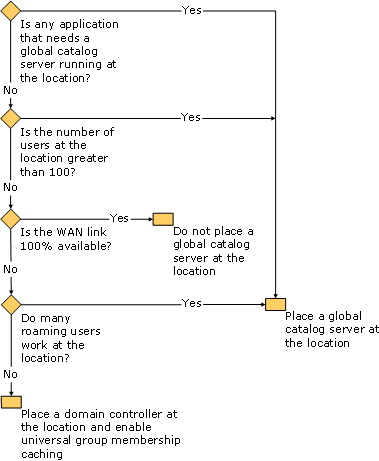 Yes
Is any application
that needs a
global catalog
server running at
the location?
No
Yes
Is the number of
users at the
location greater
than 100?
No
Yes
Is the WAN link
100% available?
Do not place a
global catalog
server at the
location
No
Yes
Do many
roaming users
work at the
location?
Place a global
catalog server at
the location
No
Place a domain controller at
the location and enable
universal group membership
caching